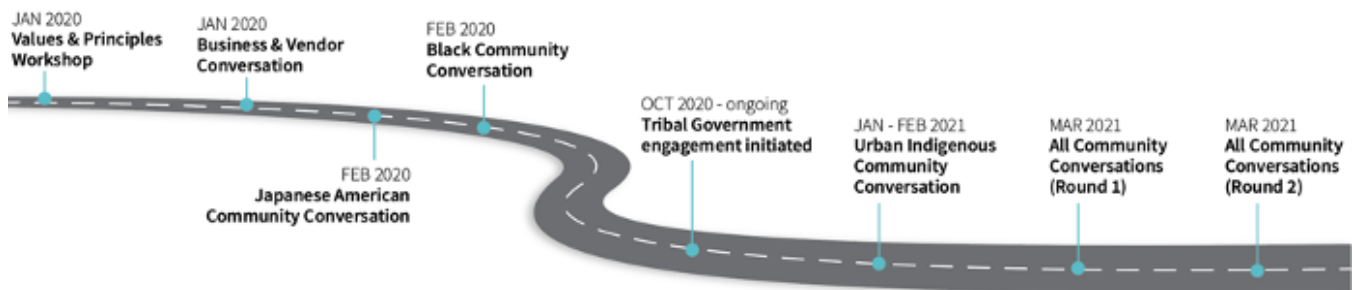 JAN 2020
Values & Principles
Workshop
JAN 2020
Business & Vendor
Conversation
FEB 2020
Japanese American
Community Conversation
FEB 2020
Black Community
Conversation
OCT 2020 - ongoing
Tribal Government
engagement initiated
JAN - FEB 2021
Urban Indigenous
Community
Conversation
MAR 2021
All Community
Conversations
(Round 1)
MAR 2021
All Community
Conversations
(Round 2)